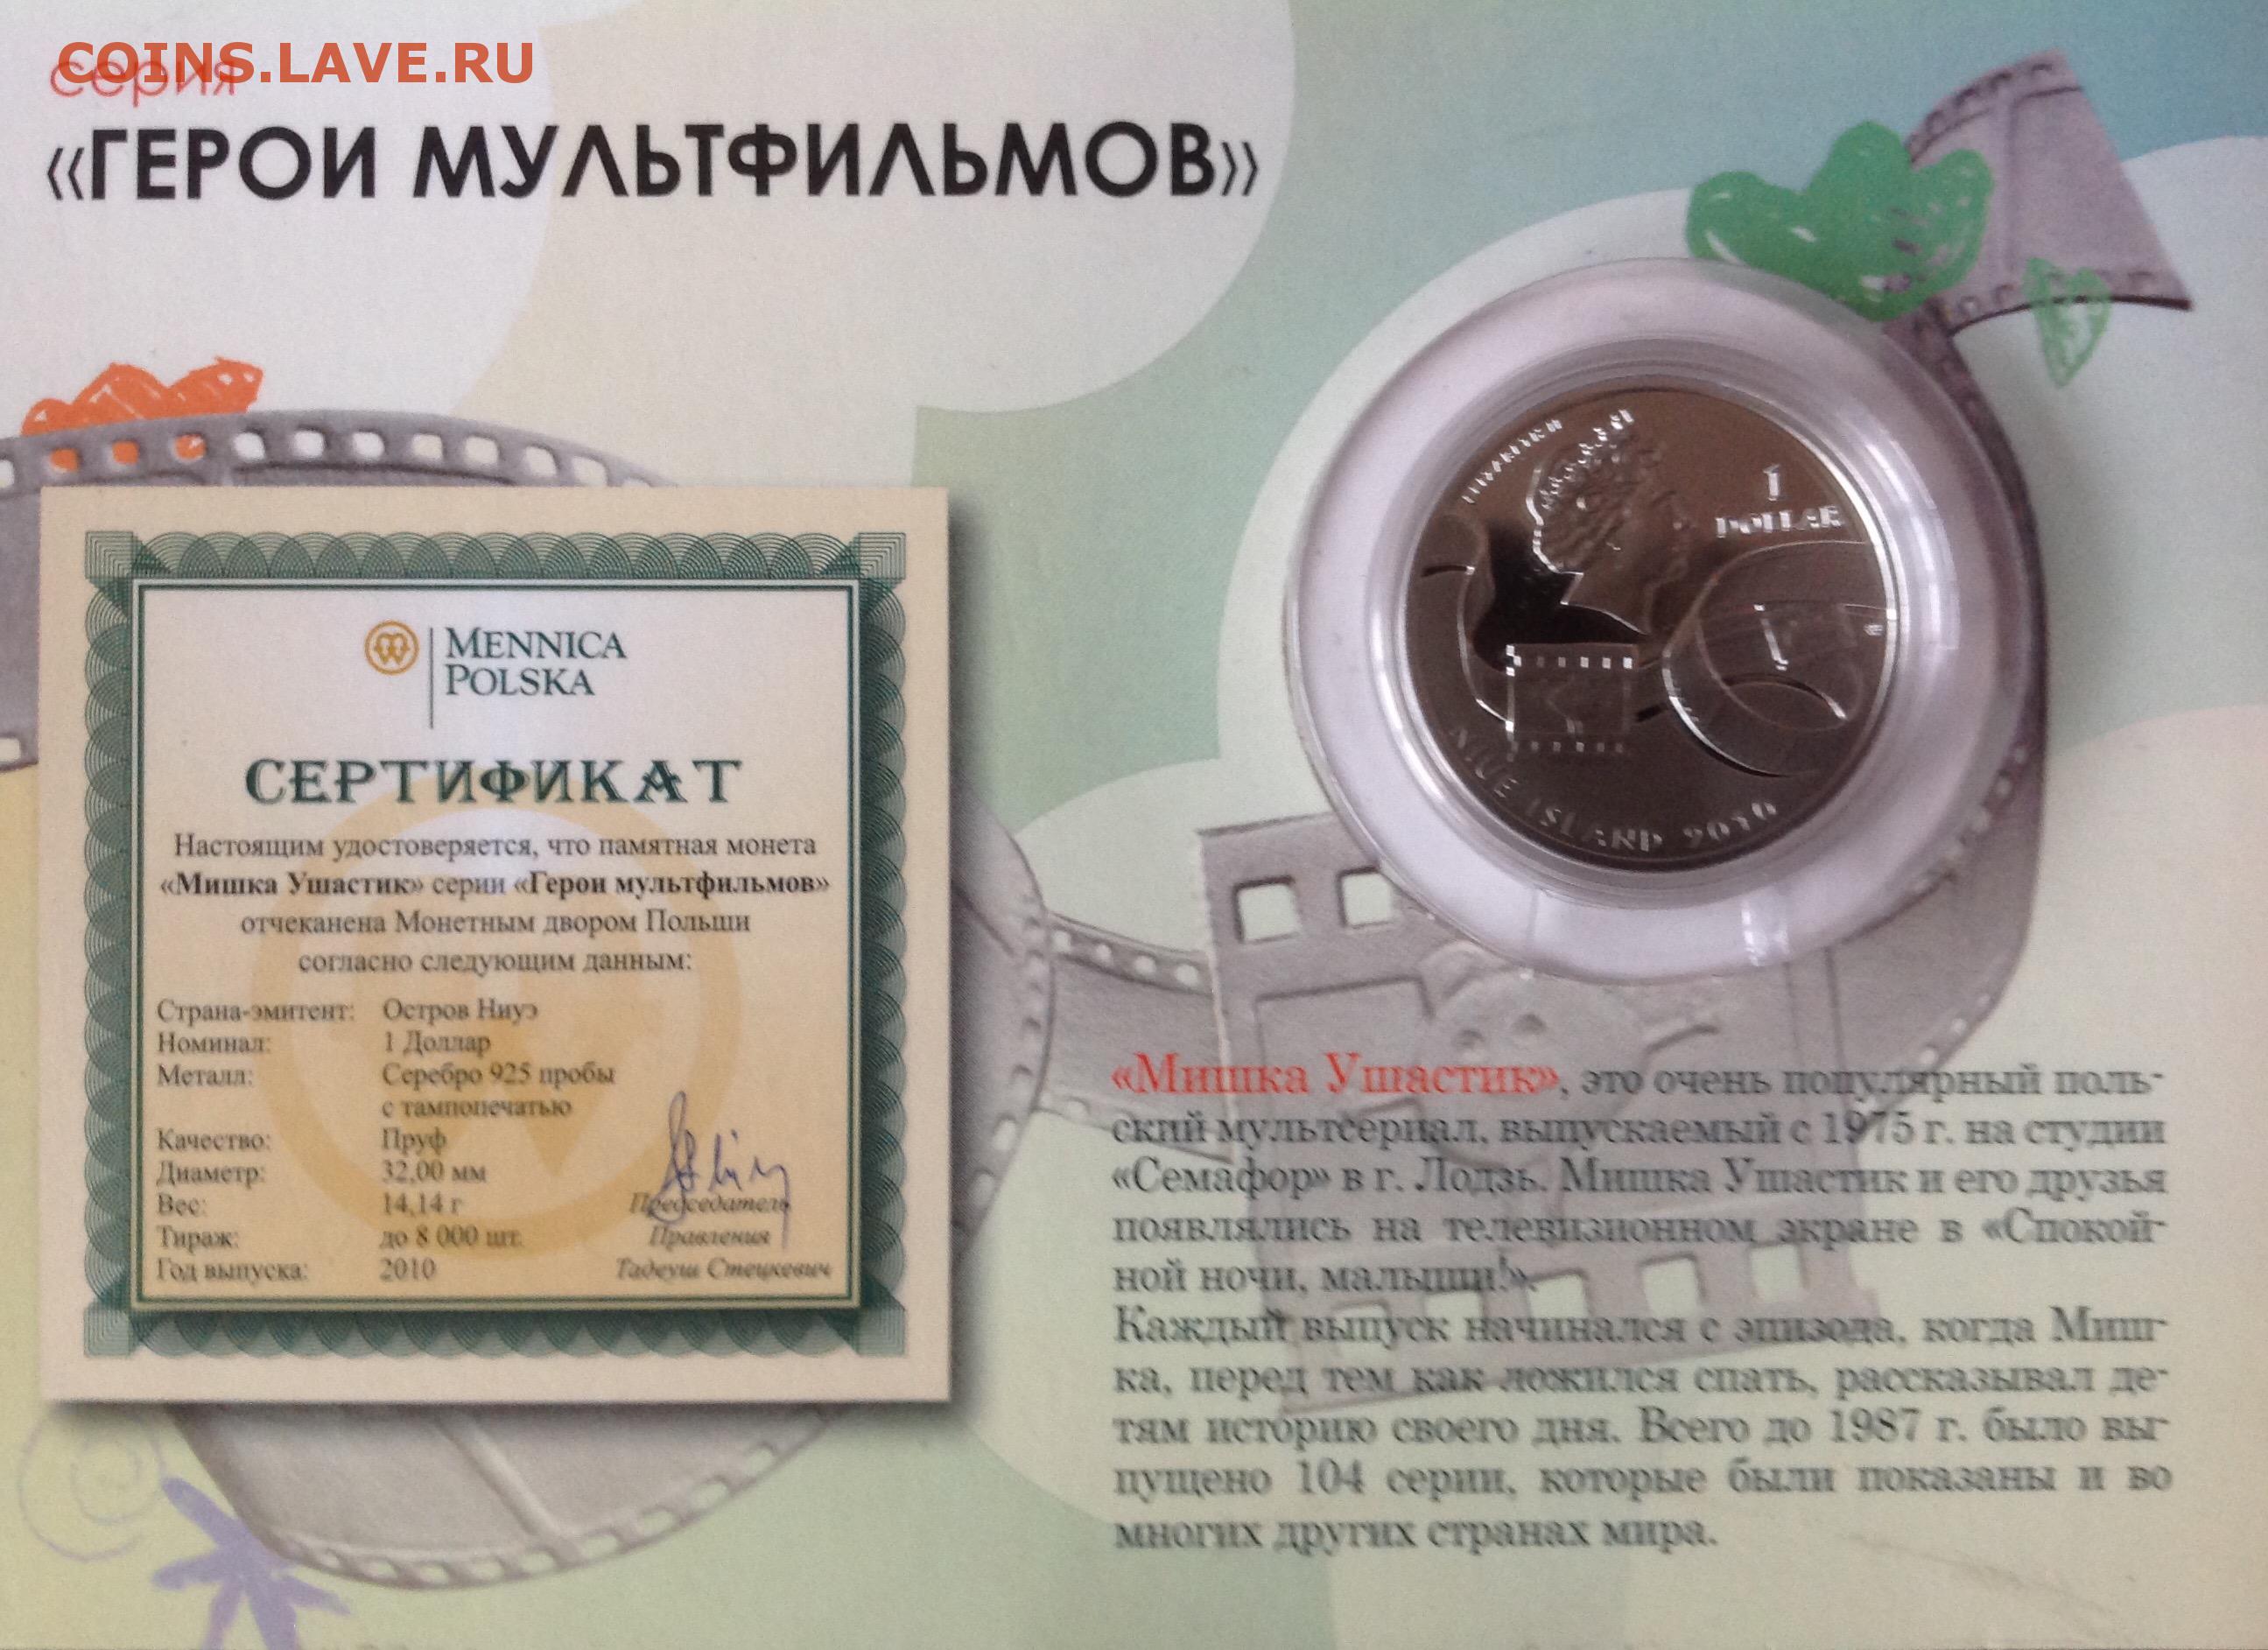 COINS.LAVE.RU
серия
«ГЕРОИ МУЛЬТФИЛЬМОВ»
MENNICA
POLSKA
СЕРТИФИКАТ
Настоящим удостоверяется, что памятная монета
«Мишка Ушастик» серии «Герои мультфильмов»
отчеканена Монетным двором Польши
согласно следующим данным:
Страна-эмитент: Остров Ниуэ
Номинал: 1 Доллар
Металл: Серебро 925 пробы
с тампопечатью
Качество: Пруф
Диаметр: 32,00 мм
Вес: 14,14 г
Тираж: до 8 000 шт.
Год выпуска: 2010
Председатель
Правления
Тадеуш Стецкевич
1
DOLLAR
NIUE ISLAND 2010
«Мишка Ушастик», это очень популярный поль-
ский мультсериал, выпускаемый с 1975 г. на студии
«Семафор» в г. Лодзь. Мишка Ушастик и его друзья
появлялись на телевизионном экране в «Спокой-
ной ночи, малыши!».
Каждый выпуск начинался с эпизода, когда Миш-
ка, перед тем как ложился спать, рассказывал де-
тям историю своего дня. Всего до 1987 г. было вы-
пущено 104 серии, которые были показаны и во
многих других странах мира.